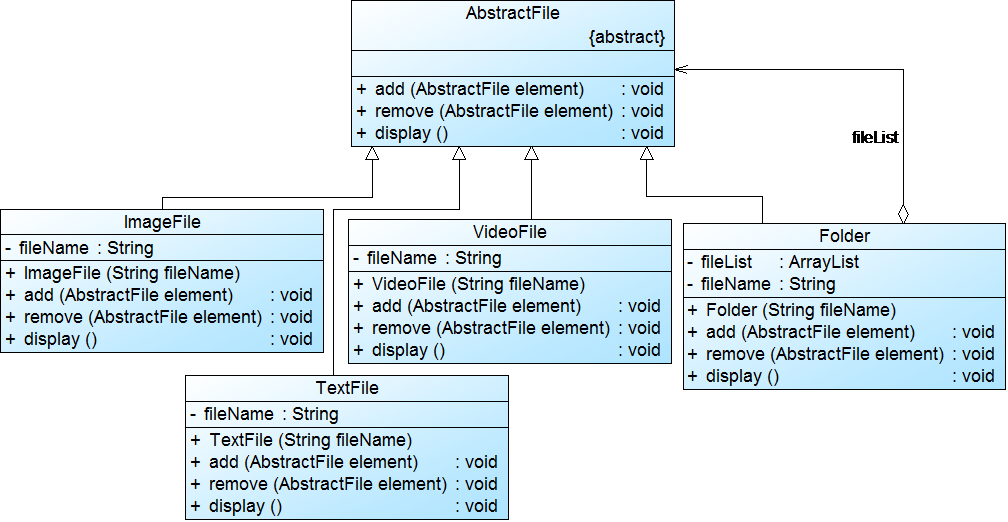 AbstractFile
{abstract}
+ add (AbstractFile element) : void
+ remove (AbstractFile element) : void
+ display () : void
fileList
ImageFile
- fileName : String
+ ImageFile (String fileName)
+ add (AbstractFile element) : void
+ remove (AbstractFile element) : void
+ display () : void
VideoFile
- fileName : String
+ VideoFile (String fileName)
+ add (AbstractFile element) : void
+ remove (AbstractFile element) : void
+ display () : void
Folder
- fileList : ArrayList
- fileName : String
+ Folder (String fileName)
+ add (AbstractFile element) : void
+ remove (AbstractFile element) : void
+ display () : void
TextFile
- fileName : String
+ TextFile (String fileName)
+ add (AbstractFile element) : void
+ remove (AbstractFile element) : void
+ display () : void